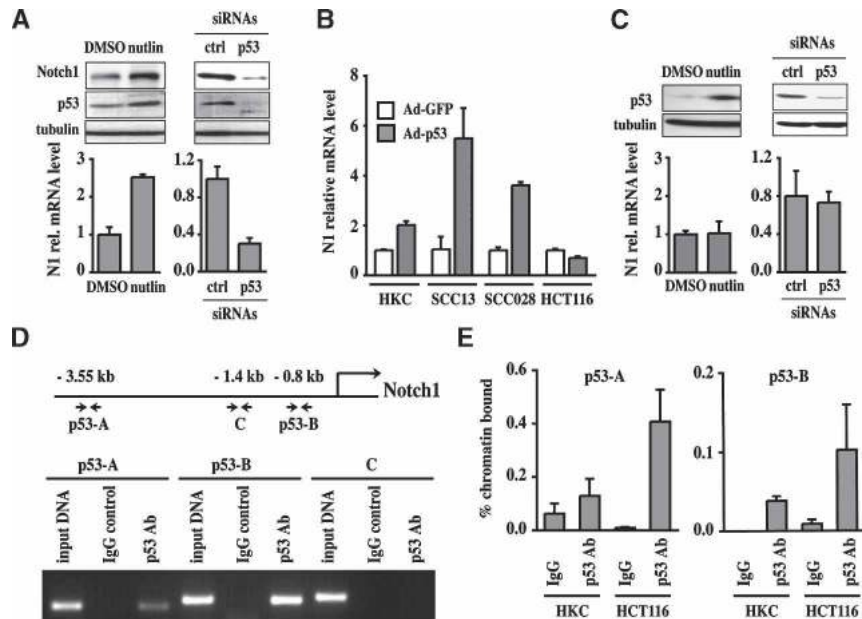 A
DMSO nutlin
Notch1
p53
tubulin
siRNAs
ctrl p53
N1 rel. mRNA level
3
2
1
0
DMSO nutlin
1.2
0.8
0.4
0.0
ctrl p53
siRNAs
B
N1 relative mRNA level
8
6
4
2
0
Ad-GFP
Ad-p53
HKC SCC13 SCC028 HCT116
C
DMSO nutlin
p53
tubulin
siRNAs
ctrl p53
N1 rel. mRNA level
3
2
1
0
DMSO nutlin
1.2
0.8
0.4
0.0
ctrl p53
siRNAs
D
- 3.55 kb - 1.4 kb - 0.8 kb
Notch1
p53-A C p53-B
p53-A p53-B C
input DNA IgG control p53 Ab input DNA IgG control p53 Ab input DNA IgG control p53 Ab
E
% chromatin bound
p53-A
0.6
0.4
0.2
0.0
IgG p53 Ab IgG p53 Ab
HKC HCT116
p53-B
0.2
0.1
0.0
IgG p53 Ab IgG p53 Ab
HKC HCT116